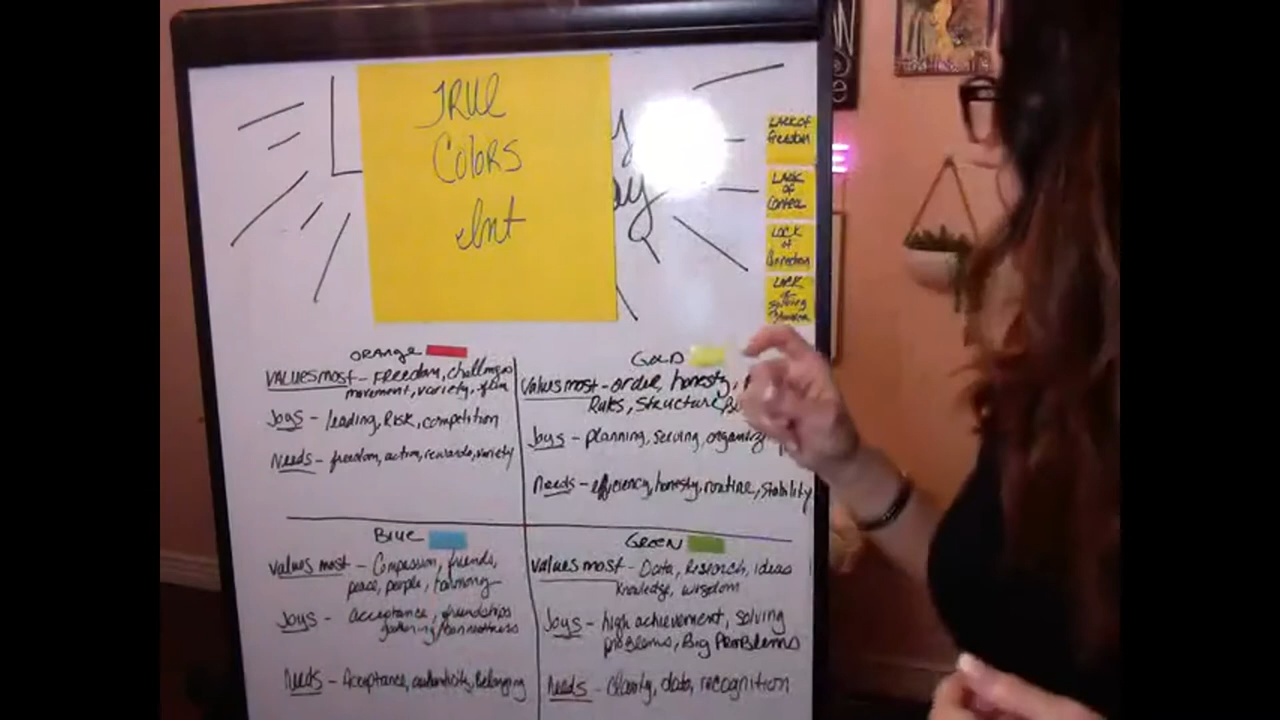 TRUE
COLORS
Int
LACK of
freedom
LACK
of
Control
LACK
of
Connection
LACK
of
Solving
ORANGE
VALUES most - FREEDOM, challenges
movement, variety, fun
Joys - leading, Risk, competition
Needs - freedom, action, rewards, variety
GOLD
Values most - order, honesty,
Rules, Structure
Joys - planning, serving, organizing
Needs - efficiency, honesty, routine, stability
BLUE
Values most - Compassion, friends,
peace, people, harmony
Joys - acceptance, friendships
Needs - Acceptance, authenticity, Belonging
GREEN
Values most - Data, Research, ideas
Knowledge, wisdom
Joys - high achievement, solving
problems, Big PROBlEMS
Needs - Clarity, data, recognition